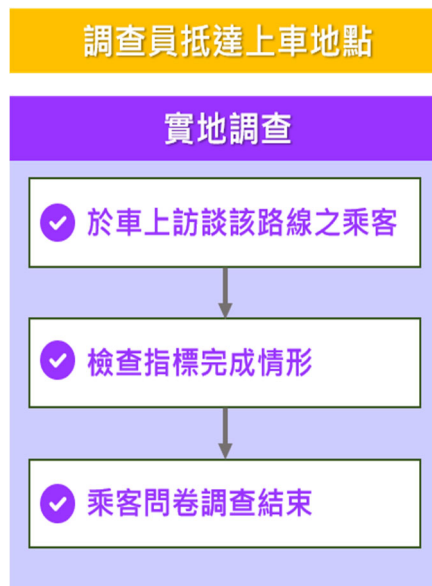 調查員抵達上車地點
實地調查
於車上訪談該路線之乘客
檢查指標完成情形
乘客問卷調查結束